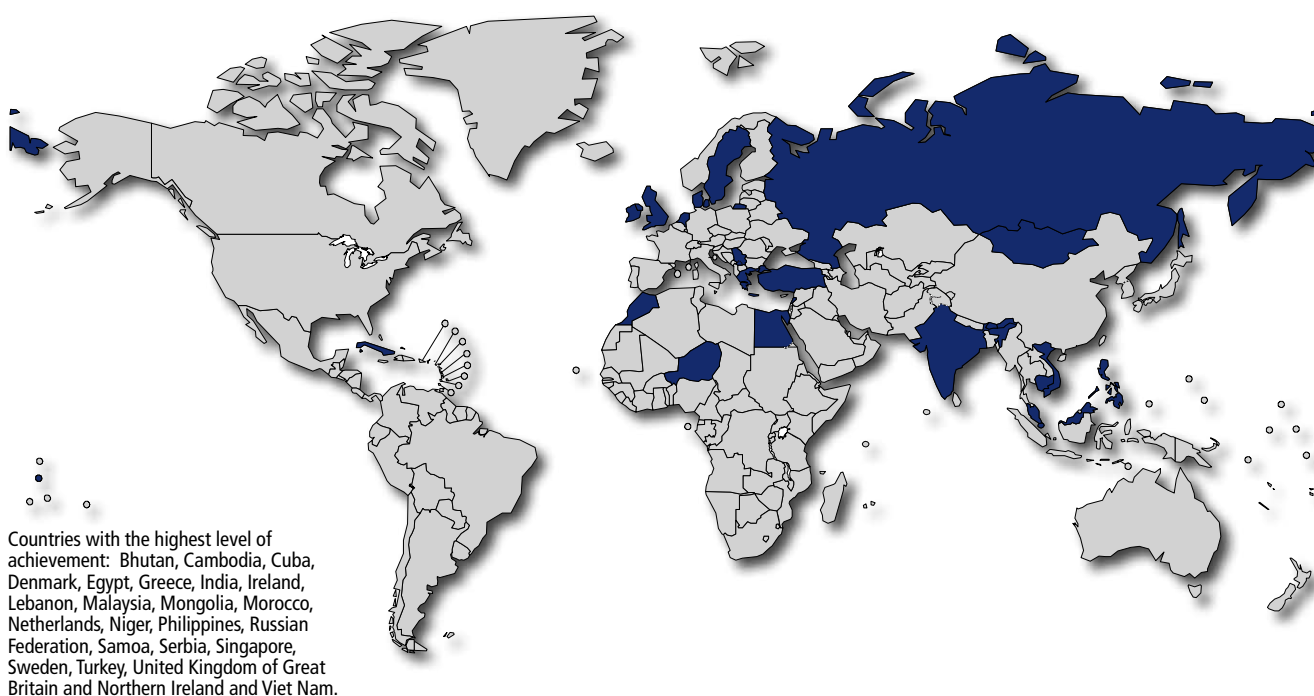 Countries with the highest level of
achievement:  Bhutan, Cambodia, Cuba,
Denmark, Egypt, Greece, India, Ireland,
Lebanon, Malaysia, Mongolia, Morocco,
Netherlands, Niger, Philippines, Russian
Federation, Samoa, Serbia, Singapore,
Sweden, Turkey, United Kingdom of Great
Britain and Northern Ireland and Viet Nam.